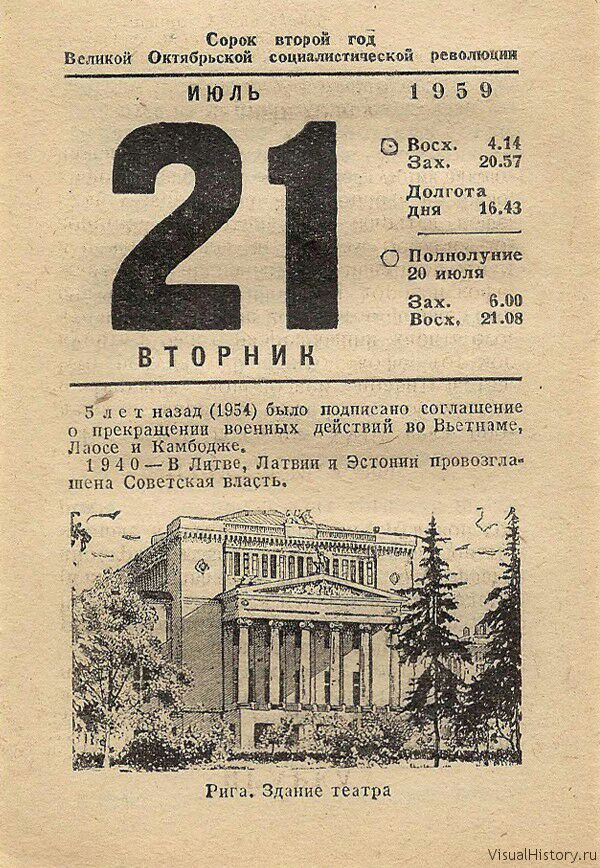 Сорок второй год
Великой Октябрьской социалистической революции
ИЮЛЬ 1959
21
Восх. 4.14
Зах. 20.57
Долгота
дня 16.43
Полнолуние
20 июля
Зах. 6.00
Восх. 21.08
ВТОРНИК
5 лет назад (1954) было подписано соглашение
о прекращении военных действий во Вьетнаме,
Лаосе и Камбодже.
1940 — В Литве, Латвии и Эстонии провозгла-
шена Советская власть.
Рига. Здание театра
VisualHistory.ru